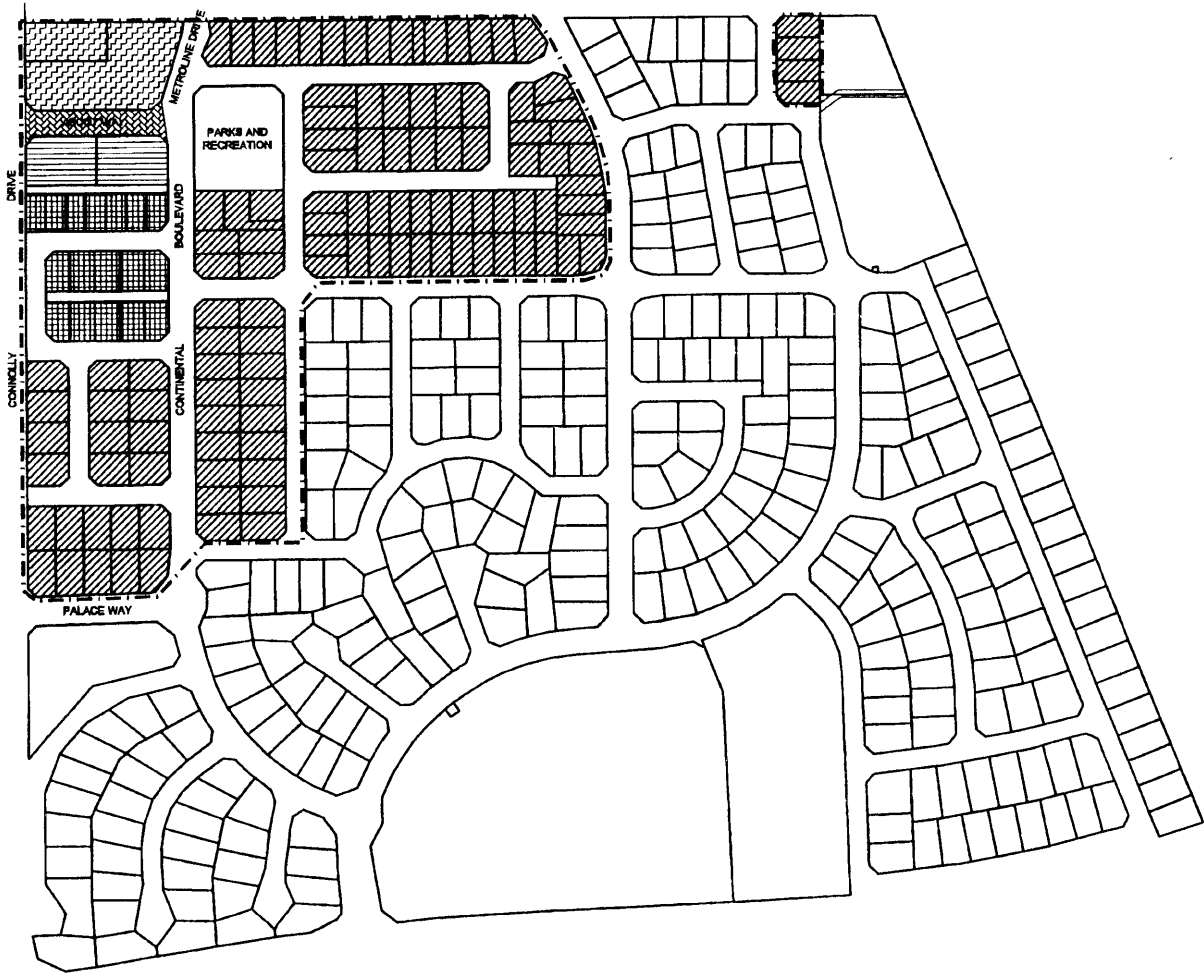 METROLINE DRIVE
PARKS AND
RECREATION
DRIVE
BOULEVARD
CONNOLLY
CONTINENTAL
PALACE WAY